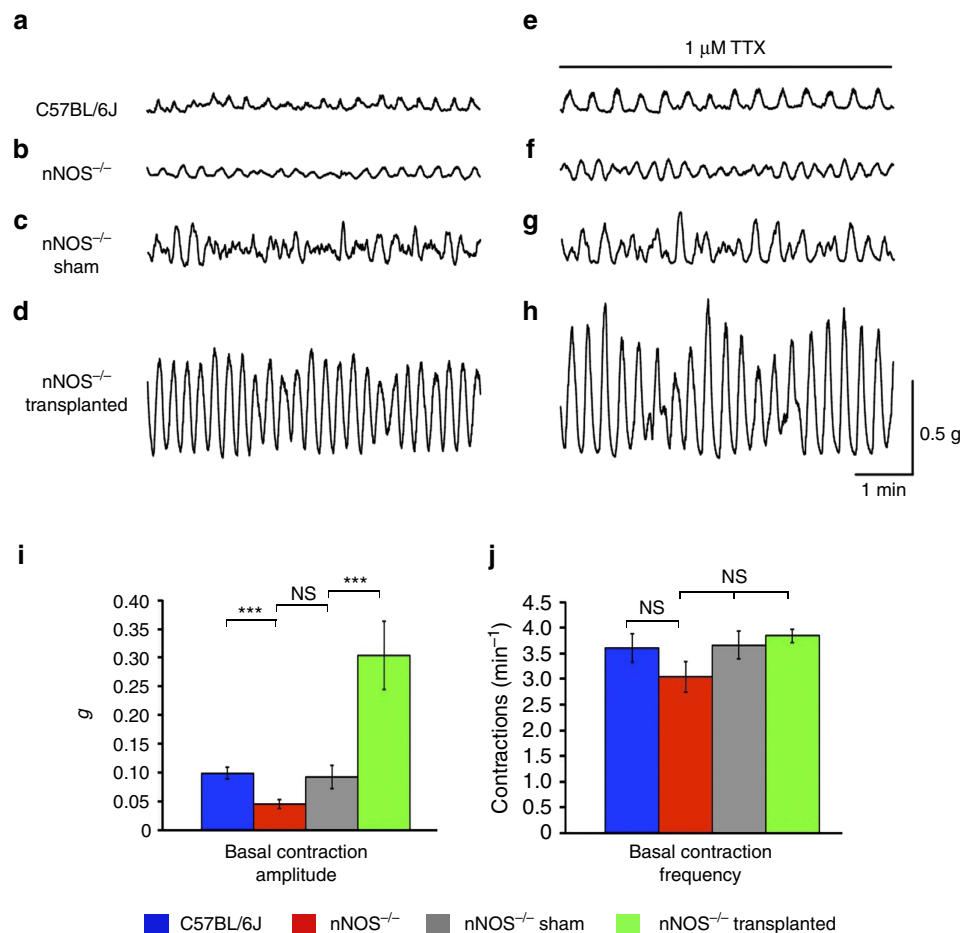 a
e
1 μM TTX
C57BL/6J
b
f
nNOS⁻/⁻
c
g
nNOS⁻/⁻
sham
d
h
nNOS⁻/⁻
transplanted
0.5 g
1 min
i
j
***
NS
***
NS
NS
0.40
0.35
0.30
0.25
0.20
0.15
0.10
0.05
0
g
Basal contraction
amplitude
4.5
4.0
3.5
3.0
2.5
2.0
1.5
1.0
0.5
0
Contractions (min⁻¹)
Basal contraction
frequency
C57BL/6J nNOS⁻/⁻ nNOS⁻/⁻ sham nNOS⁻/⁻ transplanted